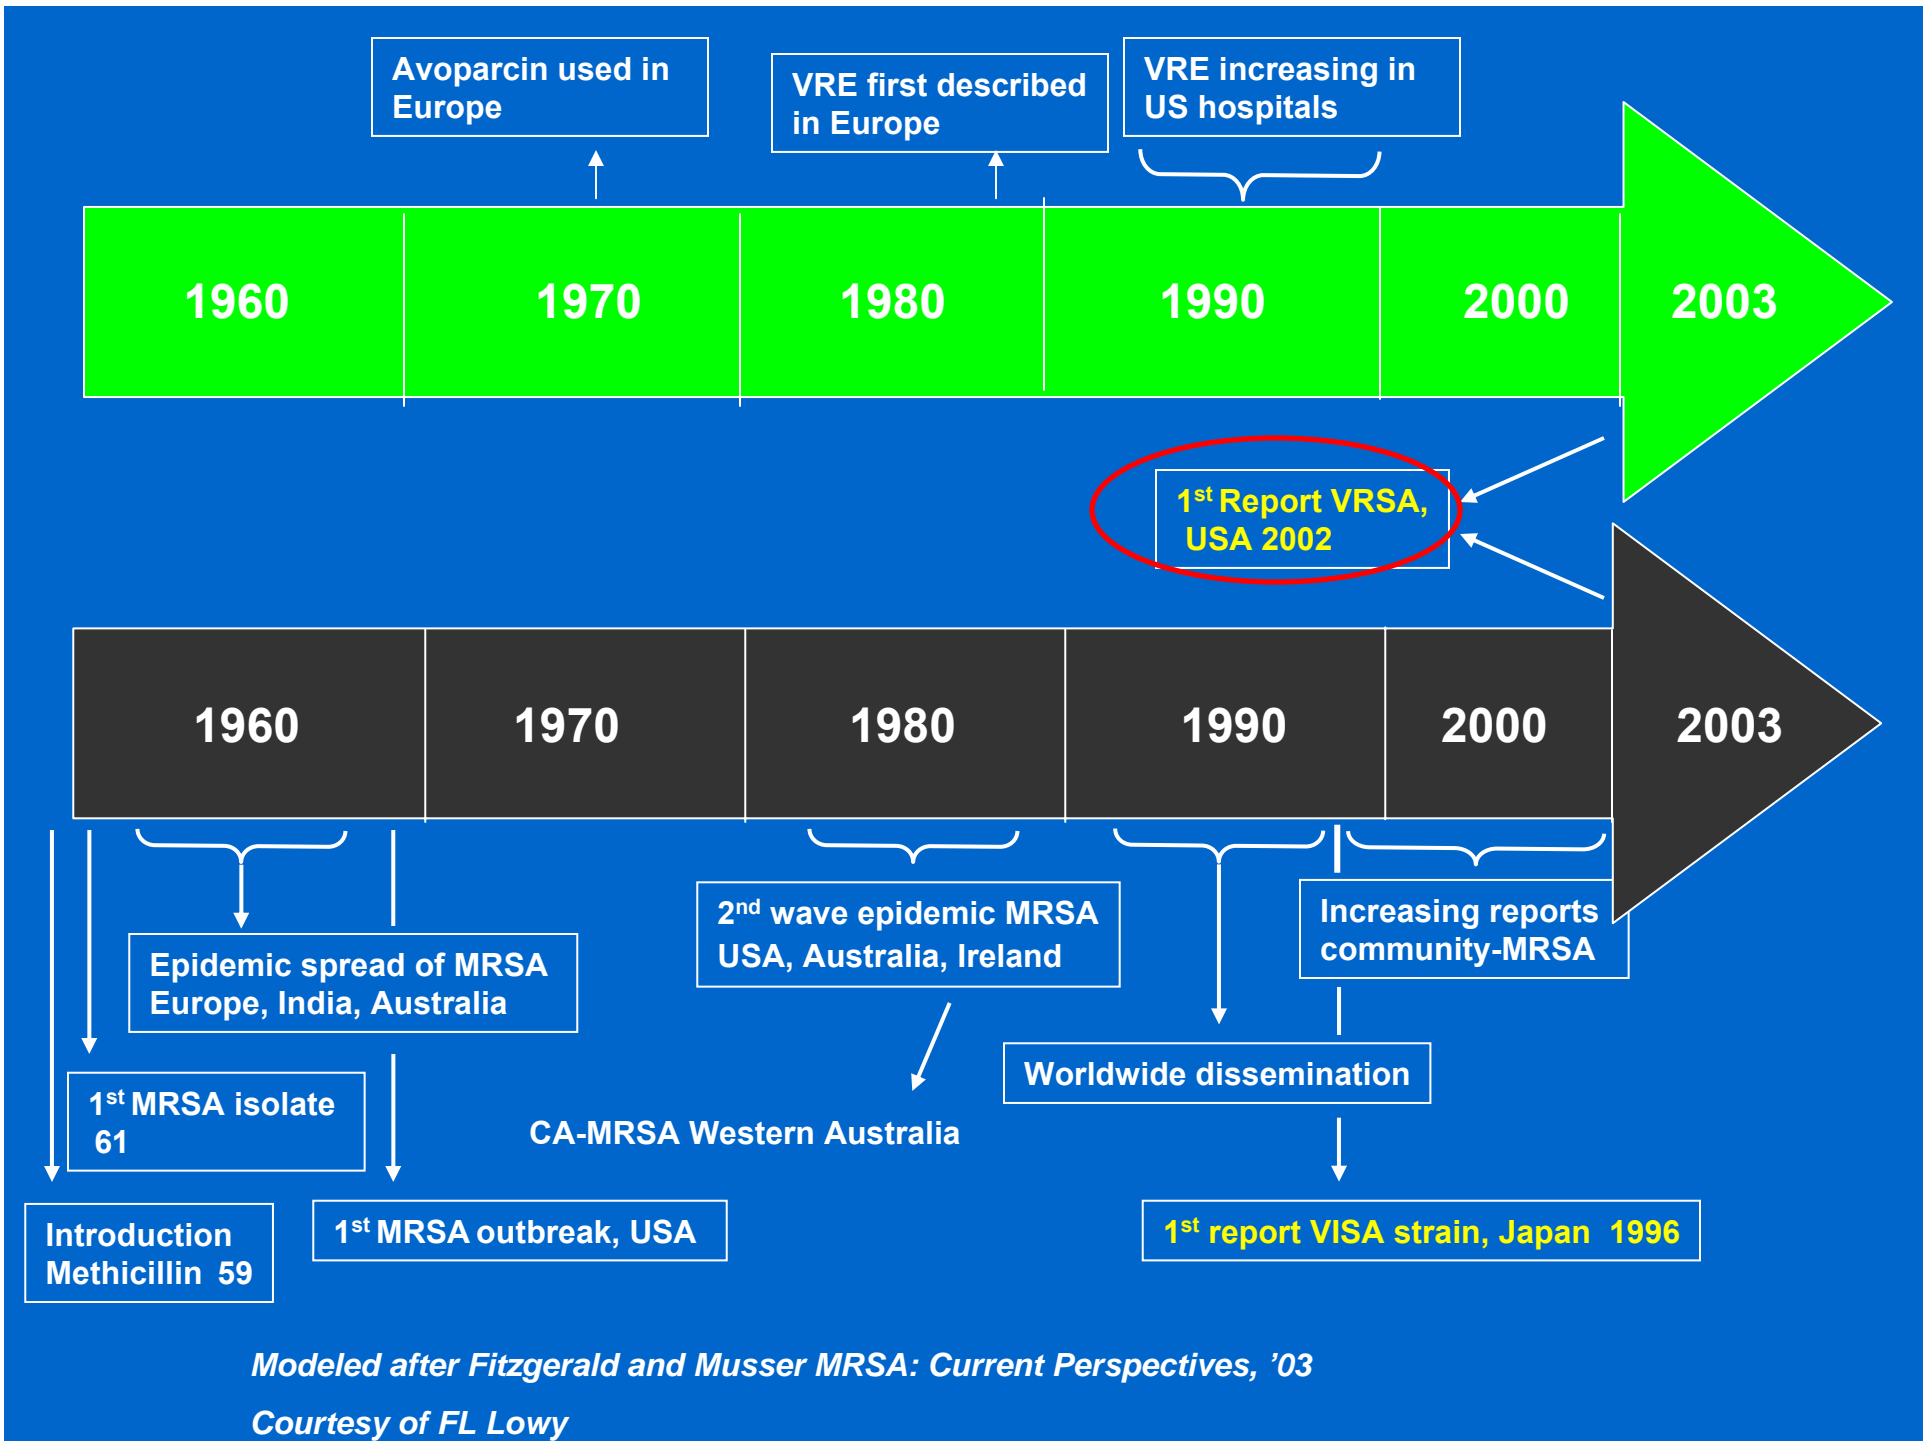 Avoparcin used in
Europe
VRE first described
in Europe
VRE increasing in
US hospitals
1960 1970 1980 1990 2000 2003
1st Report VRSA,
USA 2002
1960 1970 1980 1990 2000 2003
Epidemic spread of MRSA
Europe, India, Australia
2nd wave epidemic MRSA
USA, Australia, Ireland
Increasing reports
community-MRSA
1st MRSA isolate
61
CA-MRSA Western Australia
Worldwide dissemination
Introduction
Methicillin 59
1st MRSA outbreak, USA
1st report VISA strain, Japan 1996
Modeled after Fitzgerald and Musser MRSA: Current Perspectives, ’03
Courtesy of FL Lowy